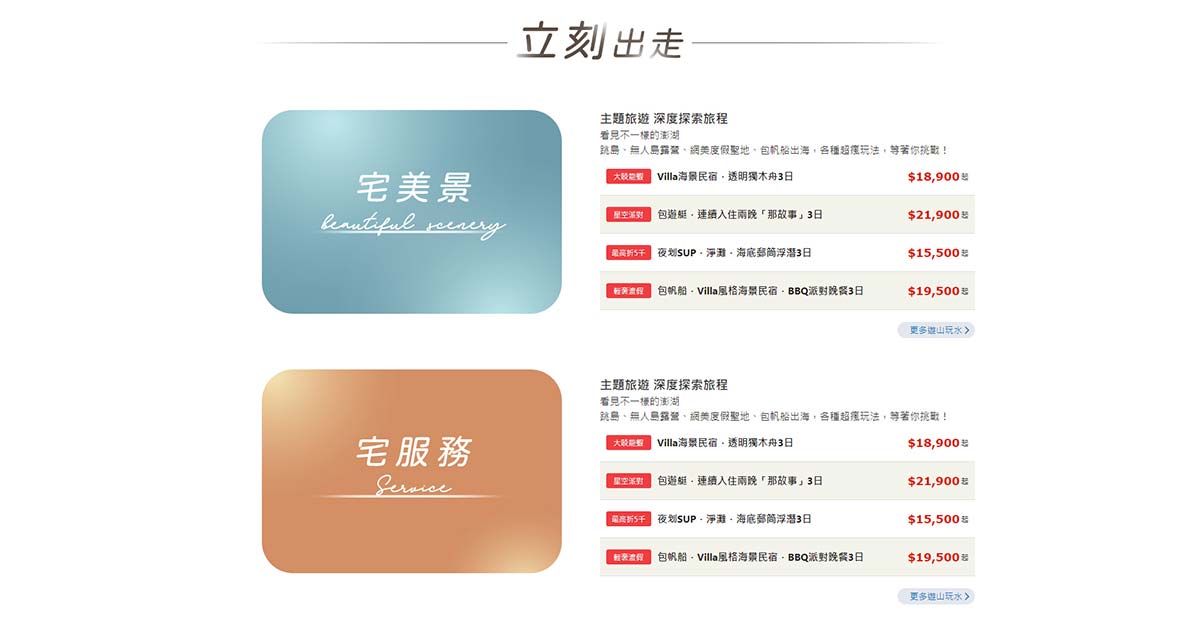 立刻出走
宅美景
beautiful scenery
主題旅遊 深度探索旅程
看見不一樣的澎湖
跳島、無人島露營、網美度假聖地、包帆船出海，各種超瘋玩法，等著你挑戰！
大啖龍蝦 Villa海景民宿．透明獨木舟3日 $18,900起
星空派對 包遊艇．連續入住兩晚「那故事」3日 $21,900起
最高折5千 夜划SUP．淨灘．海底郵筒浮潛3日 $15,500起
輕奢渡假 包帆船．Villa風格海景民宿．BBQ派對晚餐3日 $19,500起
更多遊山玩水
宅服務
Service
主題旅遊 深度探索旅程
看見不一樣的澎湖
跳島、無人島露營、網美度假聖地、包帆船出海，各種超瘋玩法，等著你挑戰！
大啖龍蝦 Villa海景民宿．透明獨木舟3日 $18,900起
星空派對 包遊艇．連續入住兩晚「那故事」3日 $21,900起
最高折5千 夜划SUP．淨灘．海底郵筒浮潛3日 $15,500起
輕奢渡假 包帆船．Villa風格海景民宿．BBQ派對晚餐3日 $19,500起
更多遊山玩水